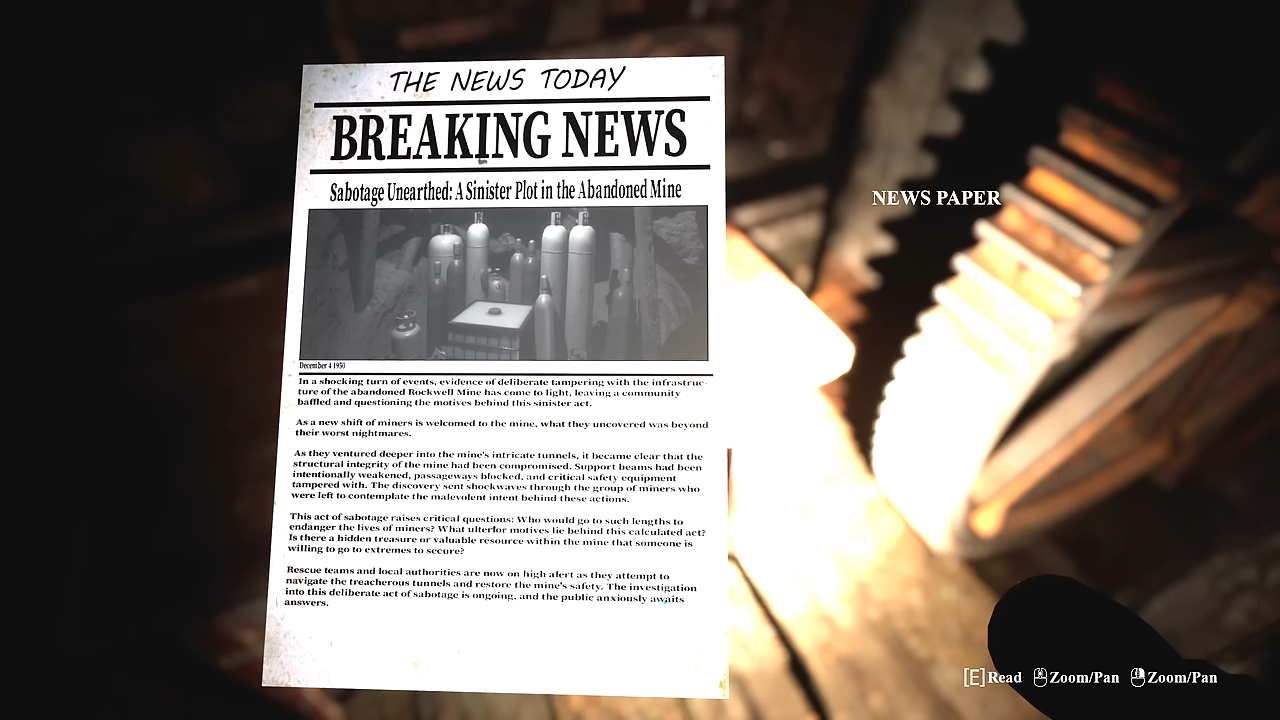 THE NEWS TODAY
BREAKING NEWS
Sabotage Unearthed: A Sinister Plot in the Abandoned Mine
December 4 1950
In a shocking turn of events, evidence of deliberate tampering with the infrastruc-
ture of the abandoned Rockwell Mine has come to light, leaving a community
baffled and questioning the motives behind this sinister act.
As a new shift of miners is welcomed to the mine, what they uncovered was beyond
their worst nightmares.
As they ventured deeper into the mine's intricate tunnels, it became clear that the
structural integrity of the mine had been compromised. Support beams had been
intentionally weakened, passageways blocked, and critical safety equipment
tampered with. The discovery sent shockwaves through the group of miners who
were left to contemplate the malevolent intent behind these actions.
This act of sabotage raises critical questions: Who would go to such lengths to
endanger the lives of miners? What ulterior motives lie behind this calculated act?
Is there a hidden treasure or valuable resource within the mine that someone is
willing to go to extremes to secure?
Rescue teams and local authorities are now on high alert as they attempt to
navigate the treacherous tunnels and restore the mine's safety. The investigation
into this deliberate act of sabotage is ongoing, and the public anxiously awaits
answers.
NEWS PAPER
[E]Read Zoom/Pan Zoom/Pan